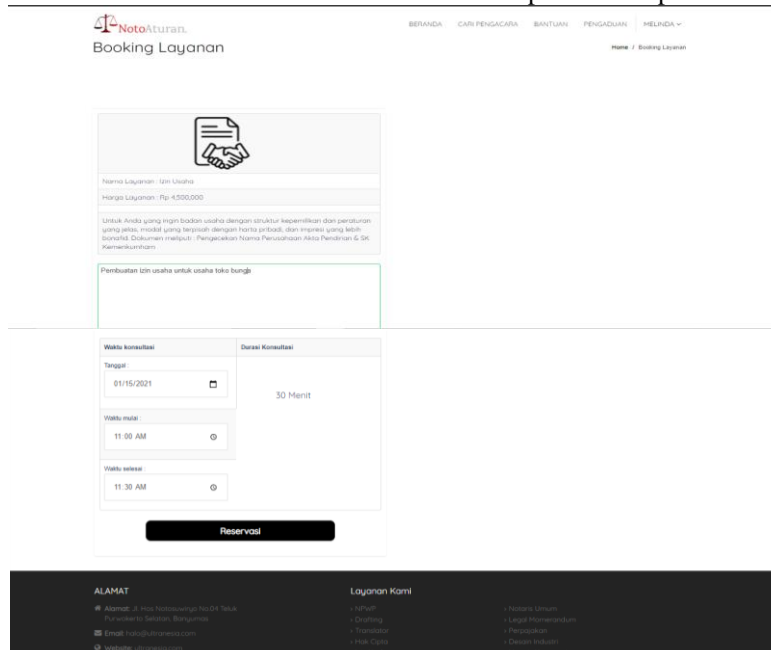 NotoAturan.
BERANDA CARI PENGACARA BANTUAN PENGADUAN MELINDA
Booking Layanan
Home / Booking Layanan
Nama Layanan : Izin Usaha
Harga Layanan : Rp 4,500,000
Untuk Anda yang ingin badan usaha dengan struktur kepemilikan dan peraturan
yang jelas, modal yang terpisah dengan harta pribadi, dan impresi yang lebih
bonafid. Dokumen meliputi : Pengecekan Nama Perusahaan Akta Pendirian & SK
Kemenkumham
Pembuatan Izin usaha untuk usaha toko bunga
Waktu konsultasi Durasi Konsultasi
Tanggal :
01/15/2021
30 Menit
Waktu mulai :
11:00 AM
Waktu selesai :
11:30 AM
Reservasi
ALAMAT Layanan Kami
Alamat: Jl. Has Notosuwiryo No.04 Teluk
Purwokerto Selatan, Banyumas
Email:
Website:
› NPWP
› Drafting
› Translator
› Hak Cipta
› Notaris Umum
› Legal Memorandum
› Perpajakan
› Desain Industri